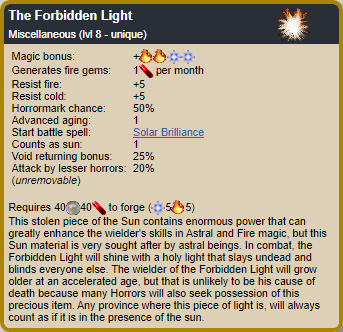 The Forbidden Light
Miscellaneous (lvl 8 - unique)
Magic bonus: +
Generates fire gems: 1 per month
Resist fire: +5
Resist cold: +5
Horrormark chance: 50%
Advanced aging: 1
Start battle spell: Solar Brilliance
Counts as sun: 1
Void returning bonus: 25%
Attack by lesser horrors: 20%
(unremovable)
Requires 40 40 to forge (-5 5)
This stolen piece of the Sun contains enormous power that can
greatly enhance the wielder's skills in Astral and Fire magic, but this
Sun material is very sought after by astral beings. In combat, the
Forbidden Light will shine with a holy light that slays undead and
blinds everyone else. The wielder of the Forbidden Light will grow
older at an accelerated age, but that is unlikely to be his cause of
death because many Horrors will also seek possession of this
precious item. Any province where this piece of light is, will always
count as if it is in the presence of the sun.